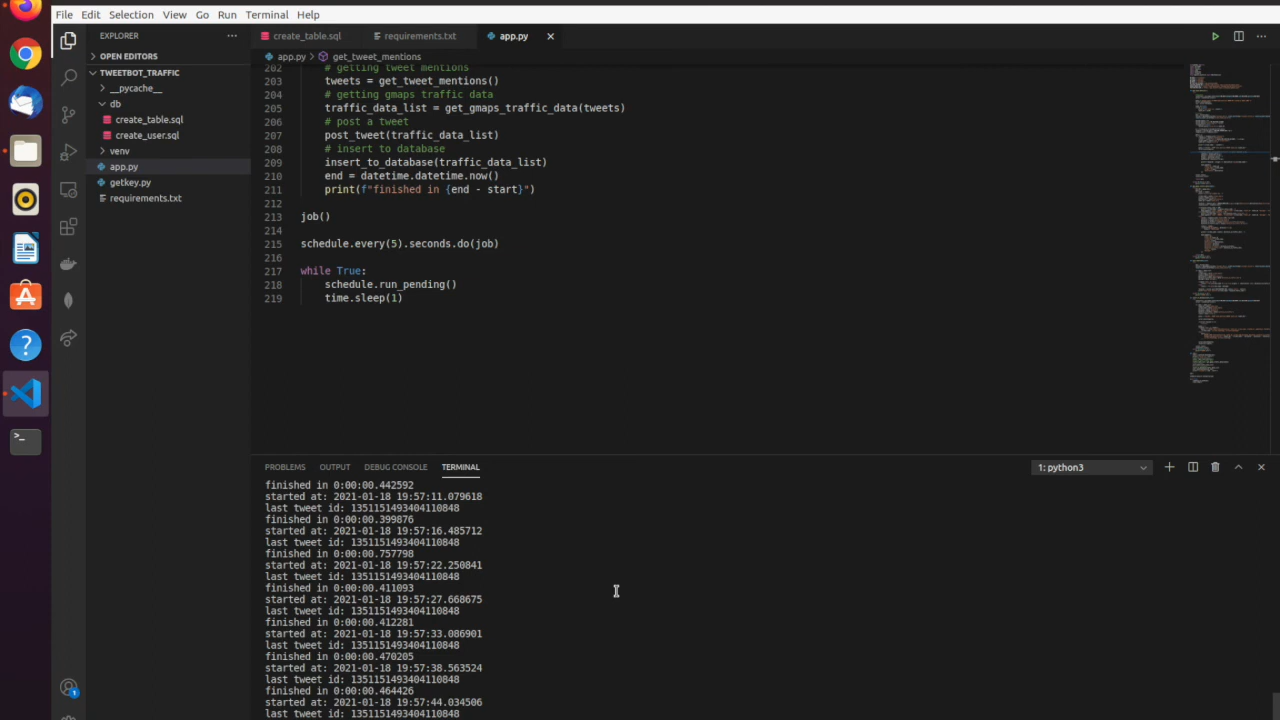 File Edit Selection View Go Run Terminal Help
EXPLORER
create_table.sql requirements.txt app.py
OPEN EDITORS
app.py > get_tweet_mentions
TWEETBOT_TRAFFIC
__pycache__
db
create_table.sql
create_user.sql
venv
app.py
getkey.py
requirements.txt
202 # getting tweet mentions
203 tweets = get_tweet_mentions()
204 # getting gmaps traffic data
205 traffic_data_list = get_gmaps_traffic_data(tweets)
206 # post a tweet
207 post_tweet(traffic_data_list)
208 # insert to database
209 insert_to_database(traffic_data_list)
210 end = datetime.datetime.now()
211 print(f"finished in {end - start}")
212
213 job()
214
215 schedule.every(5).seconds.do(job)
216
217 while True:
218 schedule.run_pending()
219 time.sleep(1)
PROBLEMS OUTPUT DEBUG CONSOLE TERMINAL 1: python3
finished in 0:00:00.442592
started at: 2021-01-18 19:57:11.079618
last tweet id: 1351151493404110848
finished in 0:00:00.399876
started at: 2021-01-18 19:57:16.485712
last tweet id: 1351151493404110848
finished in 0:00:00.757798
started at: 2021-01-18 19:57:22.250841
last tweet id: 1351151493404110848
finished in 0:00:00.411093
started at: 2021-01-18 19:57:27.668675
last tweet id: 1351151493404110848
finished in 0:00:00.412281
started at: 2021-01-18 19:57:33.086901
last tweet id: 1351151493404110848
finished in 0:00:00.470205
started at: 2021-01-18 19:57:38.563524
last tweet id: 1351151493404110848
finished in 0:00:00.464426
started at: 2021-01-18 19:57:44.034506
last tweet id: 1351151493404110848
1